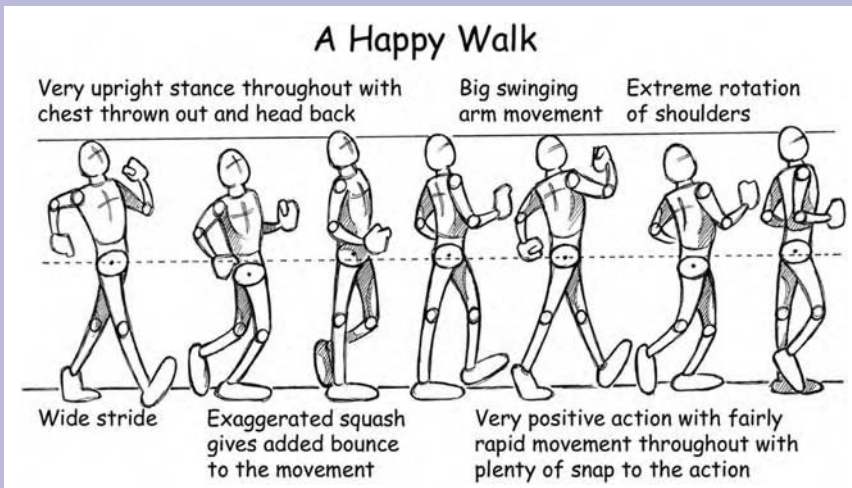 A Happy Walk
Very upright stance throughout with
chest thrown out and head back
Big swinging
arm movement
Extreme rotation
of shoulders
Wide stride
Exaggerated squash
gives added bounce
to the movement
Very positive action with fairly
rapid movement throughout with
plenty of snap to the action